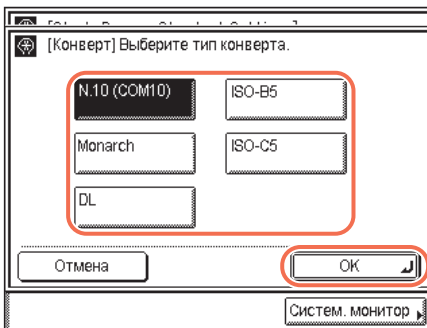 [Конверт] Выберите тип конверта.
N.10 (COM10)
ISO-B5
Monarch
ISO-C5
DL
Отмена
OK
Систем. монитор